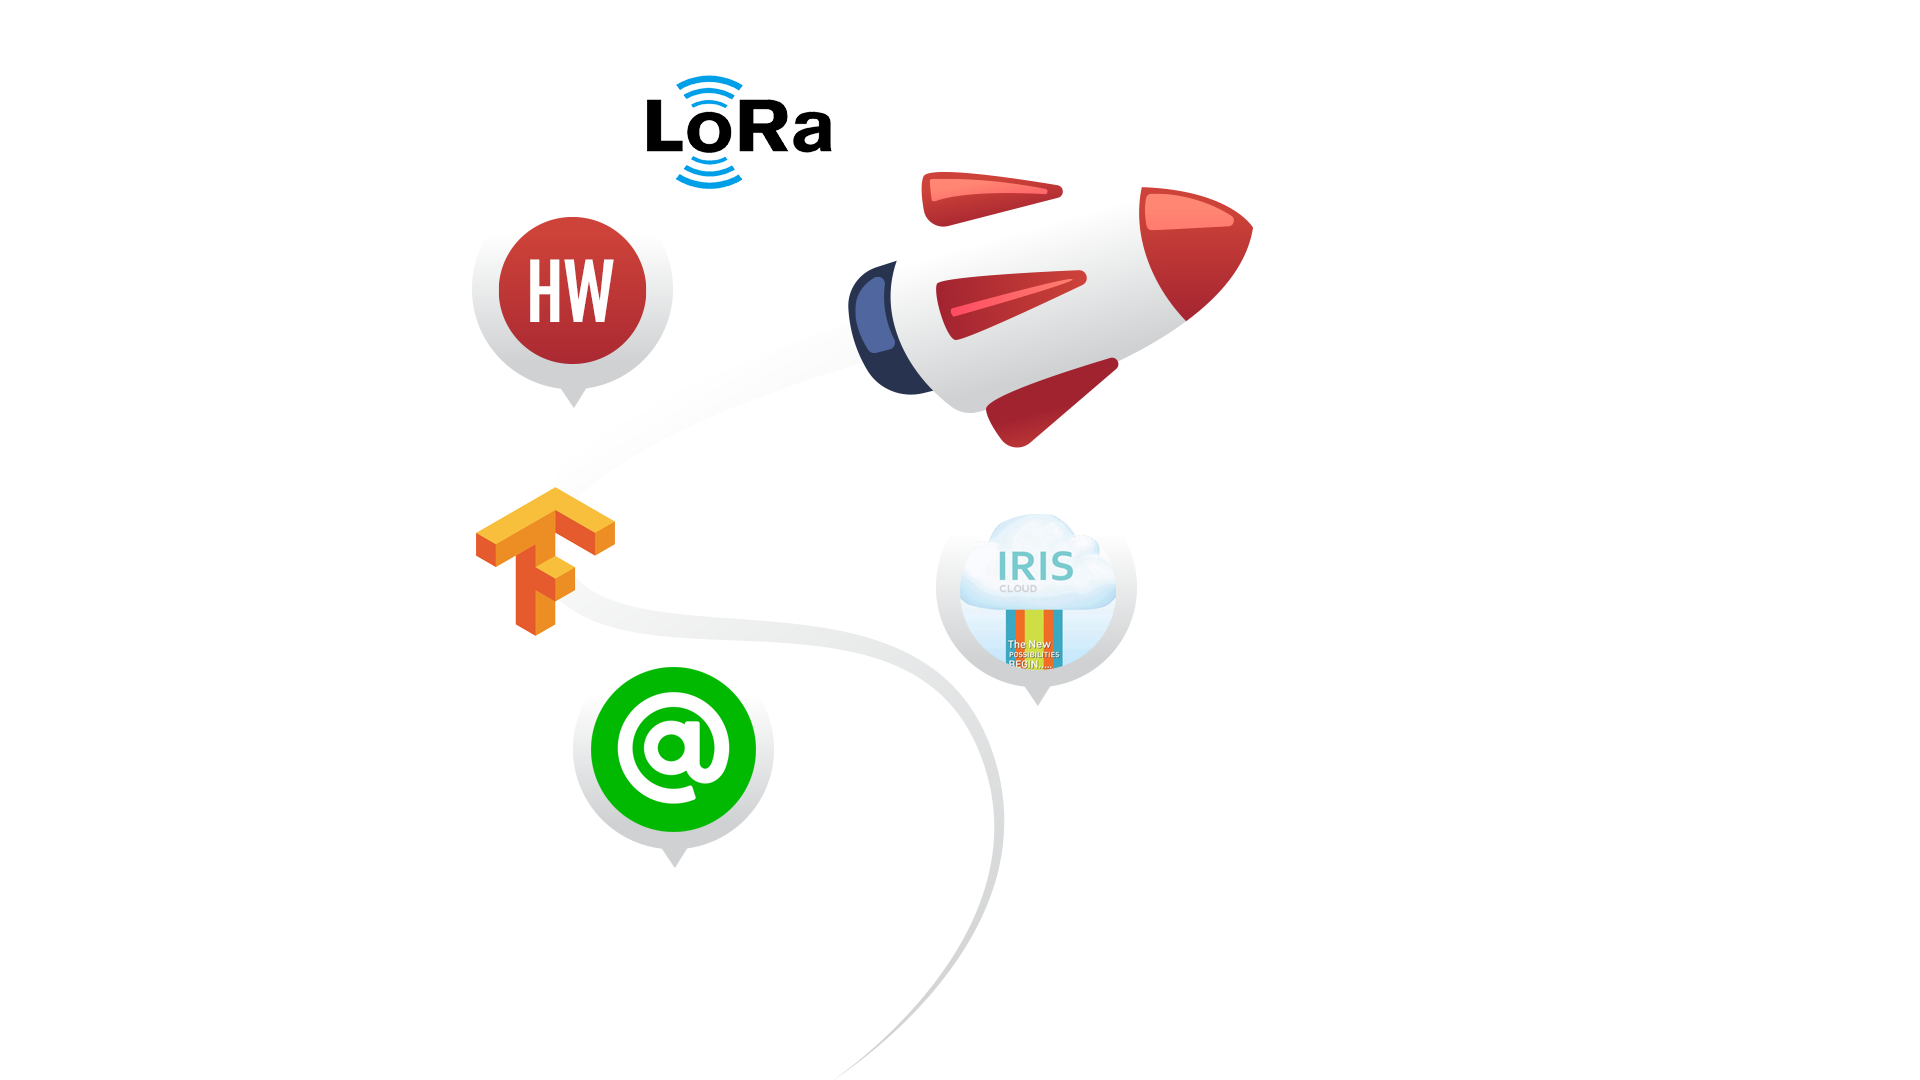 LoRa
HW
IRIS
CLOUD
The New
POSSIBILITIES
BEGIN.....
@